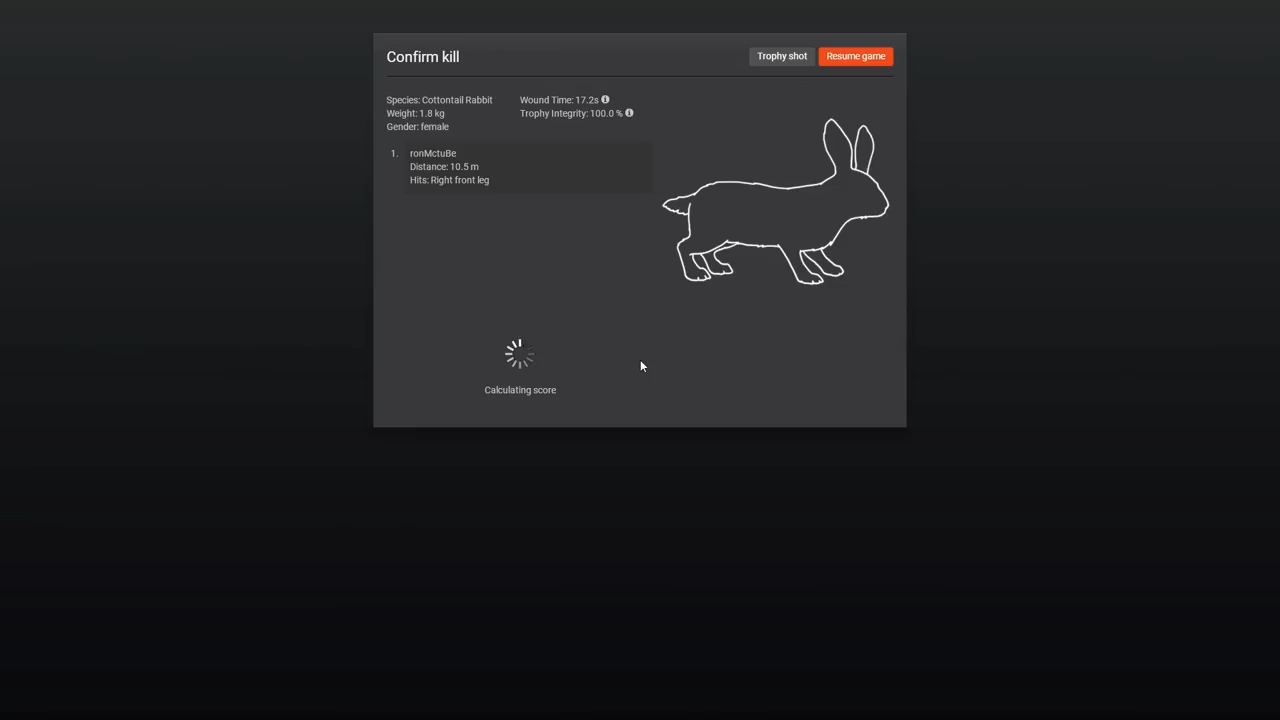 Confirm kill
Trophy shot
Resume game
Species: Cottontail Rabbit
Weight: 1.8 kg
Gender: female
Wound Time: 17.2s
Trophy Integrity: 100.0 %
1. ronMctuBe
Distance: 10.5 m
Hits: Right front leg
Calculating score